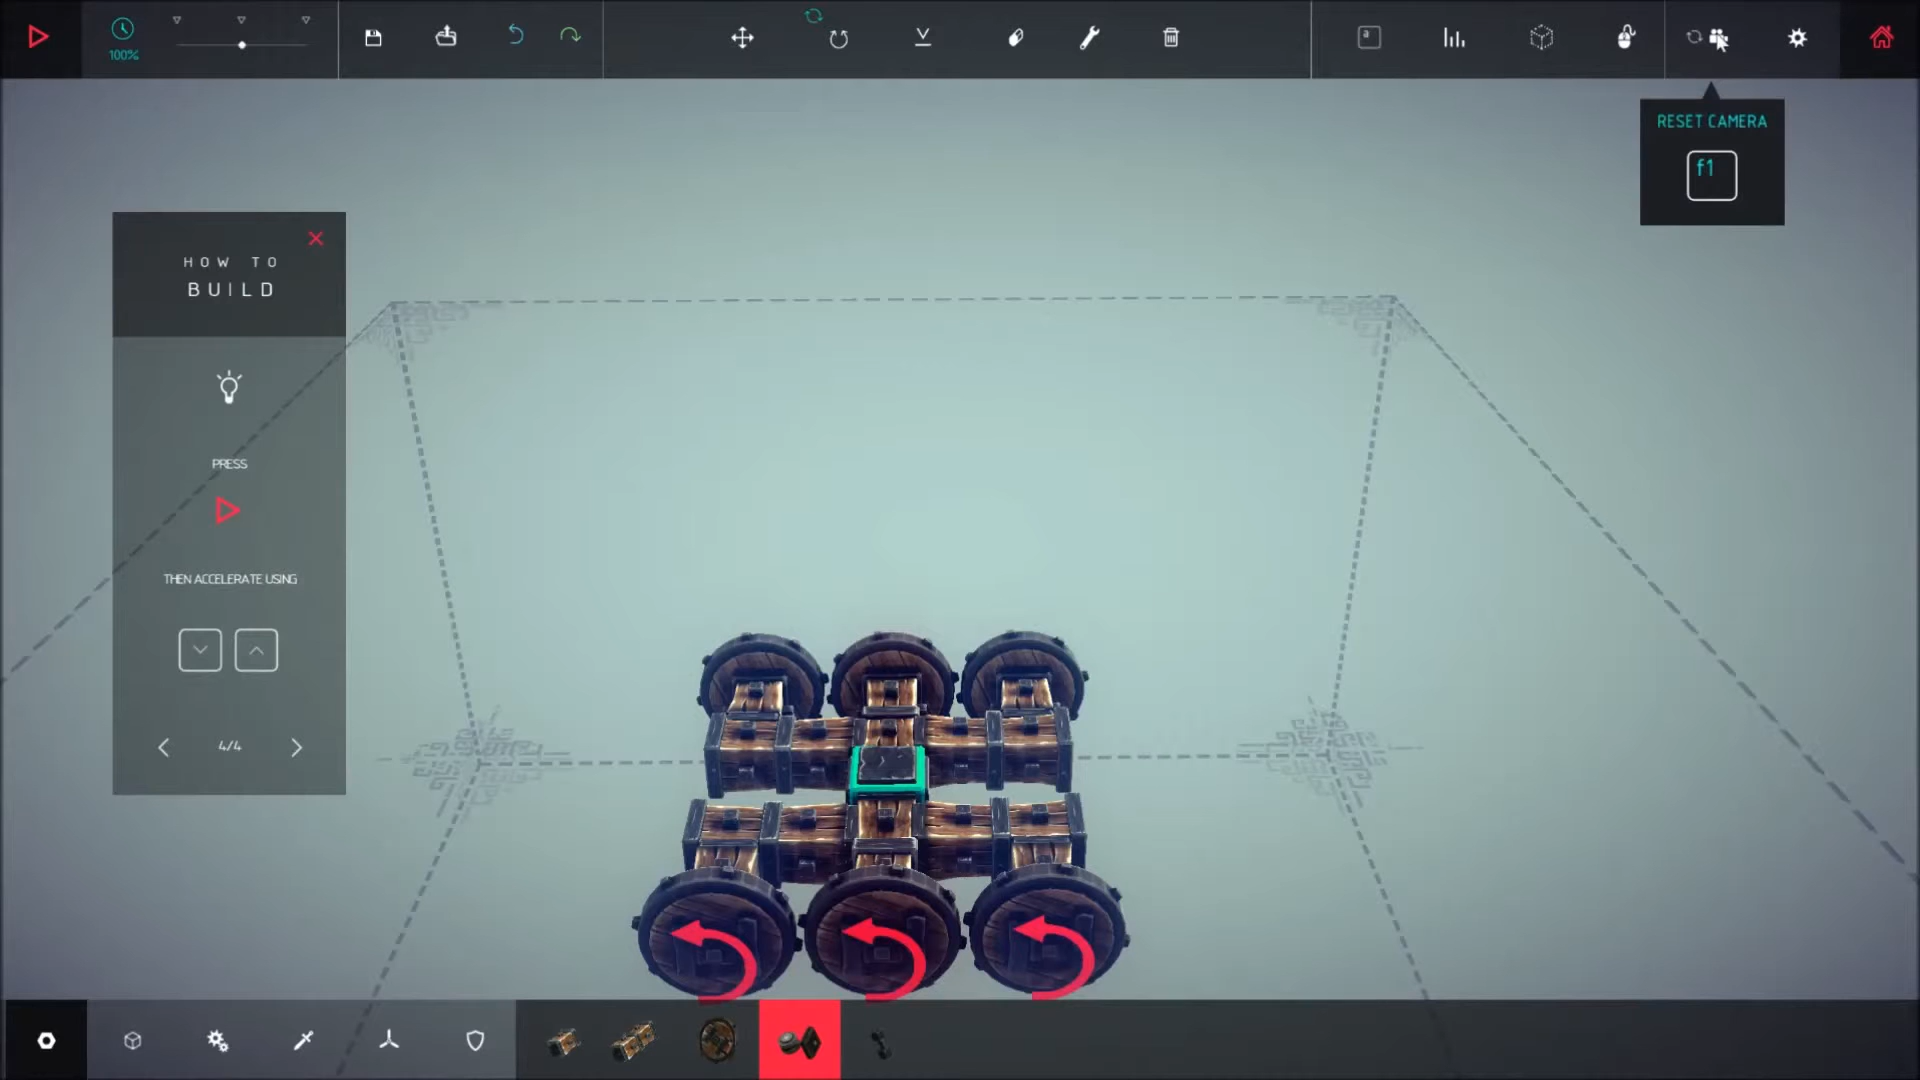 100%
a
RESET CAMERA
f1
HOW TO
BUILD
PRESS
THEN ACCELERATE USING
4/4